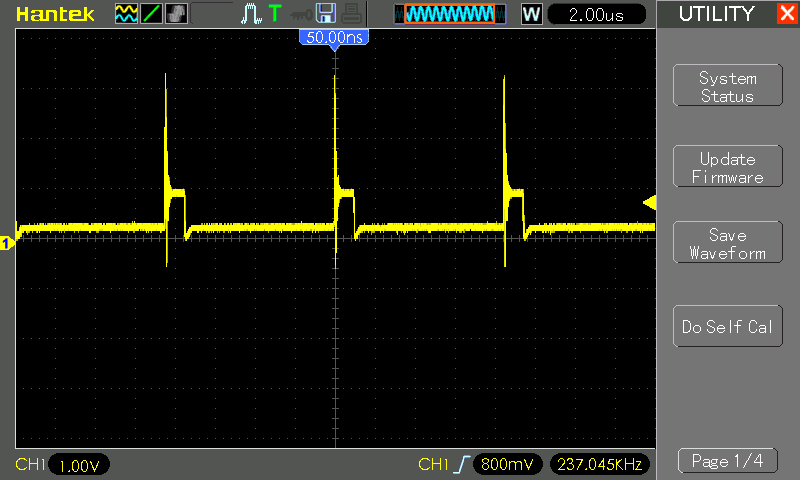 Hantek
T
W
2.00us
UTILITY
X
50.00ns
System
Status
Update
Firmware
Save
Waveform
Do Self Cal
1
CH1
1.00V
CH1
800mV
237.045KHz
Page 1/4